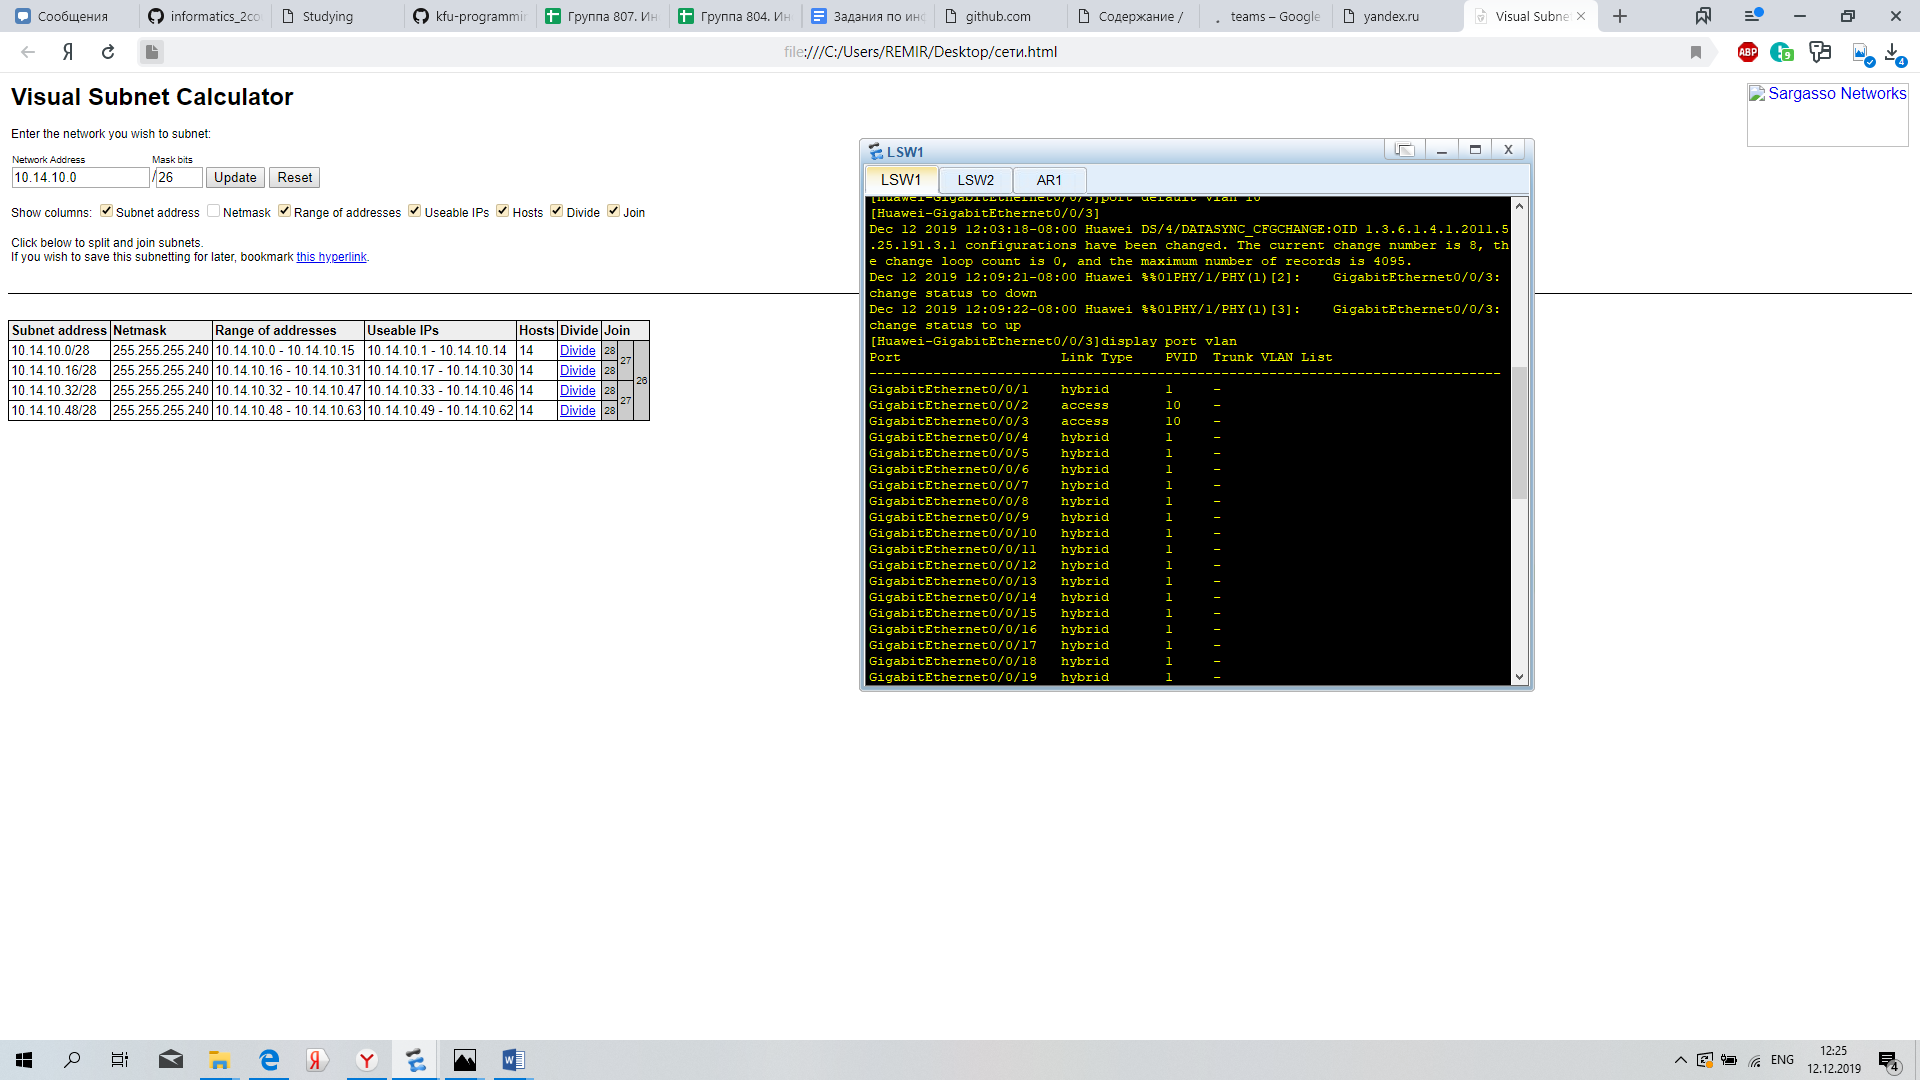 Сообщения
informatics_2co
Studying
kfu-programmin
Группа 807. Ин
Группа 804. Ин
Задания по инф
github.com
Содержание /
teams – Google
yandex.ru
Visual Subne
file:///C:/Users/REMIR/Desktop/сети.html
ABP
9
4
Visual Subnet Calculator
Sargasso Networks
Enter the network you wish to subnet:
Network Address Mask bits
10.14.10.0 /26 Update Reset
Show columns: Subnet address Netmask Range of addresses Useable IPs Hosts Divide Join
Click below to split and join subnets.
If you wish to save this subnetting for later, bookmark this hyperlink.
Subnet address Netmask Range of addresses Useable IPs Hosts Divide Join
10.14.10.0/28 255.255.255.240 10.14.10.0 - 10.14.10.15 10.14.10.1 - 10.14.10.14 14 Divide 28 27 26
10.14.10.16/28 255.255.255.240 10.14.10.16 - 10.14.10.31 10.14.10.17 - 10.14.10.30 14 Divide 28
10.14.10.32/28 255.255.255.240 10.14.10.32 - 10.14.10.47 10.14.10.33 - 10.14.10.46 14 Divide 28 27
10.14.10.48/28 255.255.255.240 10.14.10.48 - 10.14.10.63 10.14.10.49 - 10.14.10.62 14 Divide 28
LSW1
LSW1 LSW2 AR1
[Huawei-GigabitEthernet0/0/3]port default vlan 10
[Huawei-GigabitEthernet0/0/3]
Dec 12 2019 12:03:18-08:00 Huawei DS/4/DATASYNC_CFGCHANGE:OID 1.3.6.1.4.1.2011.5
.25.191.3.1 configurations have been changed. The current change number is 8, th
e change loop count is 0, and the maximum number of records is 4095.
Dec 12 2019 12:09:21-08:00 Huawei %%01PHY/1/PHY(l)[2]: GigabitEthernet0/0/3:
change status to down
Dec 12 2019 12:09:22-08:00 Huawei %%01PHY/1/PHY(l)[3]: GigabitEthernet0/0/3:
change status to up
[Huawei-GigabitEthernet0/0/3]display port vlan
Port Link Type PVID Trunk VLAN List
-------------------------------------------------------------------------------
GigabitEthernet0/0/1 hybrid 1 -
GigabitEthernet0/0/2 access 10 -
GigabitEthernet0/0/3 access 10 -
GigabitEthernet0/0/4 hybrid 1 -
GigabitEthernet0/0/5 hybrid 1 -
GigabitEthernet0/0/6 hybrid 1 -
GigabitEthernet0/0/7 hybrid 1 -
GigabitEthernet0/0/8 hybrid 1 -
GigabitEthernet0/0/9 hybrid 1 -
GigabitEthernet0/0/10 hybrid 1 -
GigabitEthernet0/0/11 hybrid 1 -
GigabitEthernet0/0/12 hybrid 1 -
GigabitEthernet0/0/13 hybrid 1 -
GigabitEthernet0/0/14 hybrid 1 -
GigabitEthernet0/0/15 hybrid 1 -
GigabitEthernet0/0/16 hybrid 1 -
GigabitEthernet0/0/17 hybrid 1 -
GigabitEthernet0/0/18 hybrid 1 -
GigabitEthernet0/0/19 hybrid 1 -
ENG
12:25
12.12.2019
4